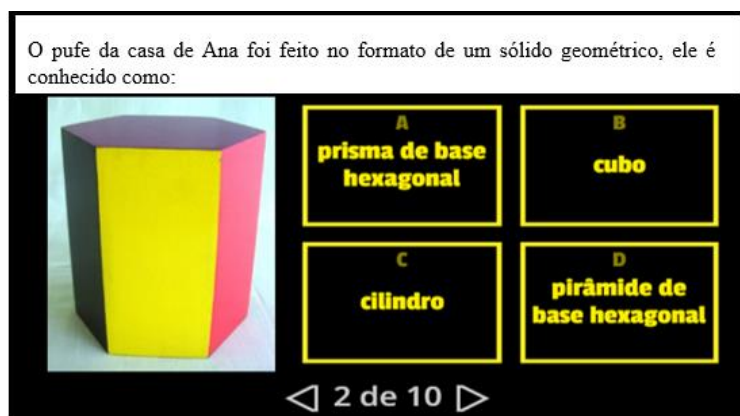 O pufe da casa de Ana foi feito no formato de um sólido geométrico, ele é
conhecido como:
A
prisma de base
hexagonal
B
cubo
C
cilindro
D
pirâmide de
base hexagonal
2 de 10